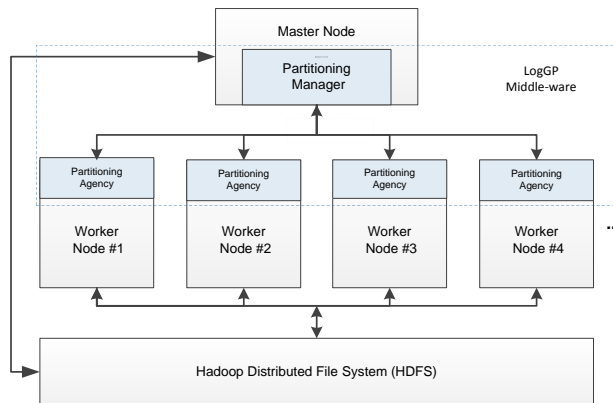 Master Node
Partitioning
Manager
LogGP
Middle-ware
Partitioning
Agency
Partitioning
Agency
Partitioning
Agency
Partitioning
Agency
Worker
Node #1
Worker
Node #2
Worker
Node #3
Worker
Node #4
Hadoop Distributed File System (HDFS)